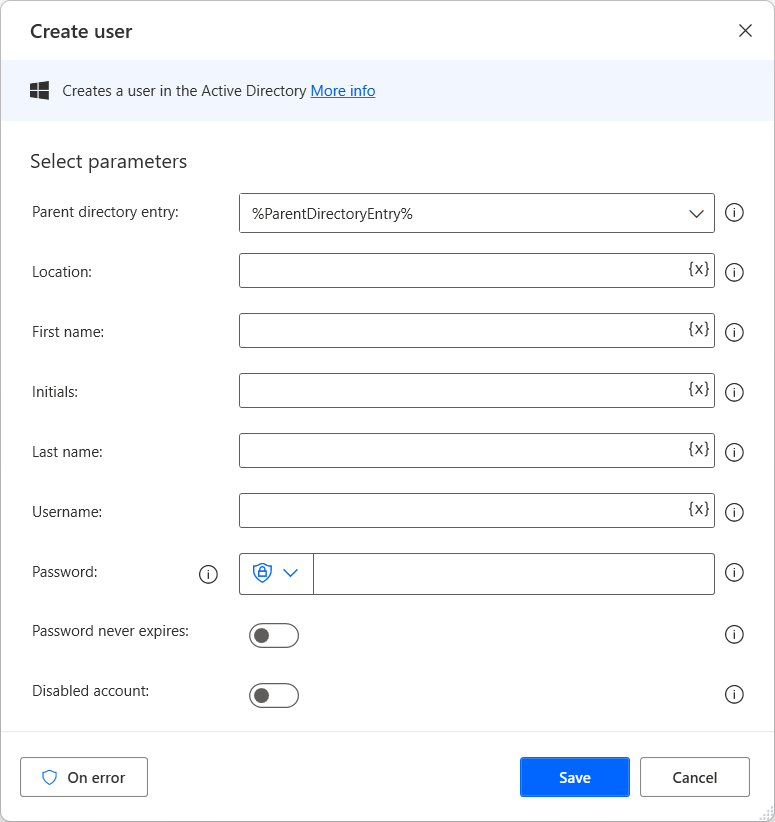 Create user
Creates a user in the Active Directory More info
Select parameters
Parent directory entry: %ParentDirectoryEntry%
Location: {x}
First name: {x}
Initials: {x}
Last name: {x}
Username: {x}
Password:
Password never expires:
Disabled account:
On error Save Cancel